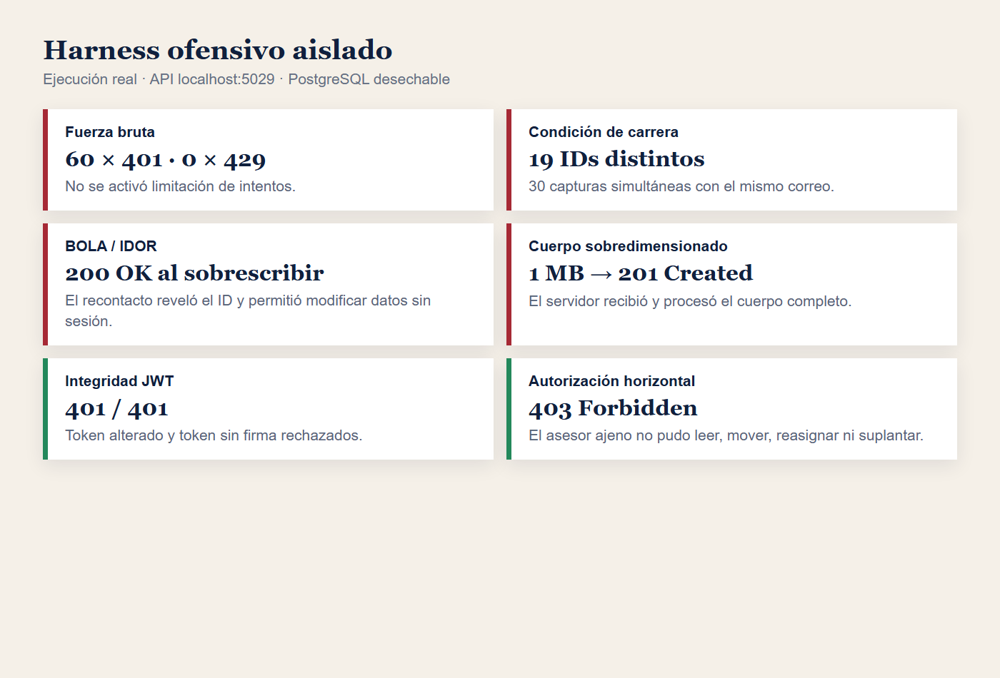 Harness ofensivo aislado
Ejecución real · API localhost:5029 · PostgreSQL desechable
Fuerza bruta
60 × 401 · 0 × 429
No se activó limitación de intentos.
Condición de carrera
19 IDs distintos
30 capturas simultáneas con el mismo correo.
BOLA / IDOR
200 OK al sobrescribir
El recontacto reveló el ID y permitió modificar datos sin
sesión.
Cuerpo sobredimensionado
1 MB → 201 Created
El servidor recibió y procesó el cuerpo completo.
Integridad JWT
401 / 401
Token alterado y token sin firma rechazados.
Autorización horizontal
403 Forbidden
El asesor ajeno no pudo leer, mover, reasignar ni suplantar.